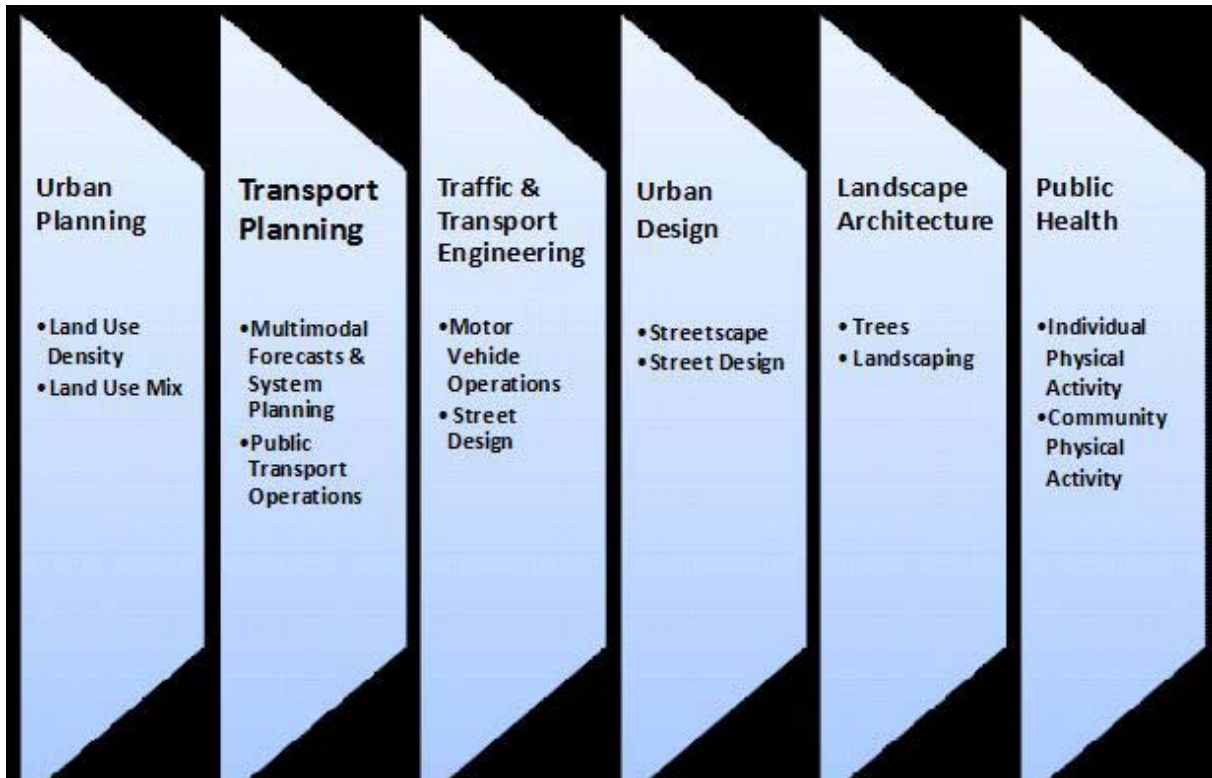 Urban
Planning
•Land Use
Density
•Land Use Mix
Transport
Planning
•Multimodal
Forecasts &
System
Planning
•Public
Transport
Operations
Traffic &
Transport
Engineering
•Motor
Vehicle
Operations
• Street
Design
Urban
Design
•Streetscape
•Street Design
Landscape
Architecture
• Trees
• Landscaping
Public
Health
•Individual
Physical
Activity
•Community
Physical
Activity